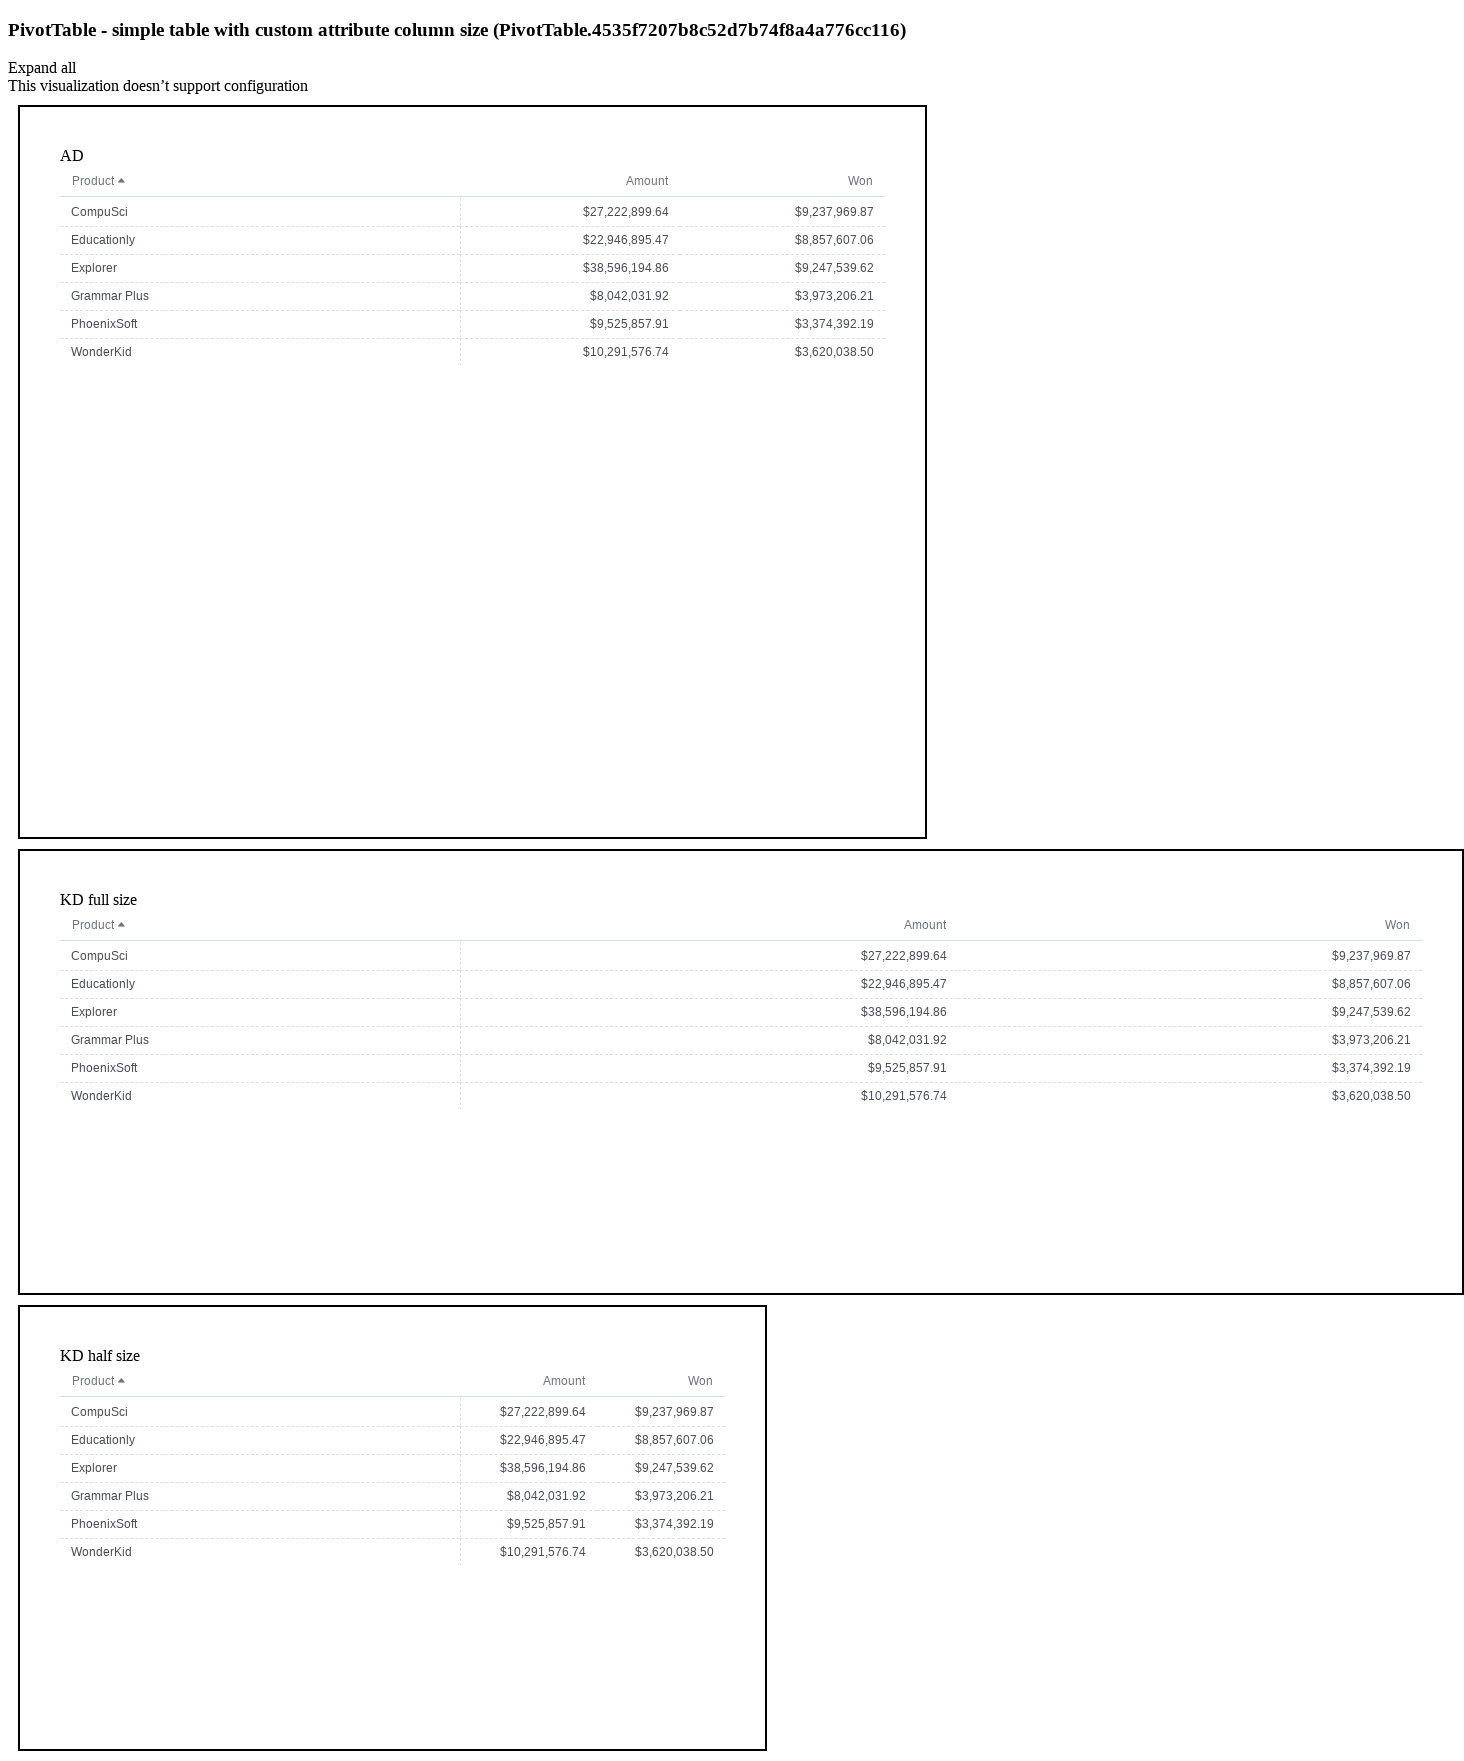 PivotTable - simple table with custom attribute column size (PivotTable.4535f7207b8c52d7b74f8a4a776cc116)
Expand all
This visualization doesn’t support configuration
AD
Product Amount Won
CompuSci $27,222,899.64 $9,237,969.87
Educationly $22,946,895.47 $8,857,607.06
Explorer $38,596,194.86 $9,247,539.62
Grammar Plus $8,042,031.92 $3,973,206.21
PhoenixSoft $9,525,857.91 $3,374,392.19
WonderKid $10,291,576.74 $3,620,038.50
KD full size
Product Amount Won
CompuSci $27,222,899.64 $9,237,969.87
Educationly $22,946,895.47 $8,857,607.06
Explorer $38,596,194.86 $9,247,539.62
Grammar Plus $8,042,031.92 $3,973,206.21
PhoenixSoft $9,525,857.91 $3,374,392.19
WonderKid $10,291,576.74 $3,620,038.50
KD half size
Product Amount Won
CompuSci $27,222,899.64 $9,237,969.87
Educationly $22,946,895.47 $8,857,607.06
Explorer $38,596,194.86 $9,247,539.62
Grammar Plus $8,042,031.92 $3,973,206.21
PhoenixSoft $9,525,857.91 $3,374,392.19
WonderKid $10,291,576.74 $3,620,038.50